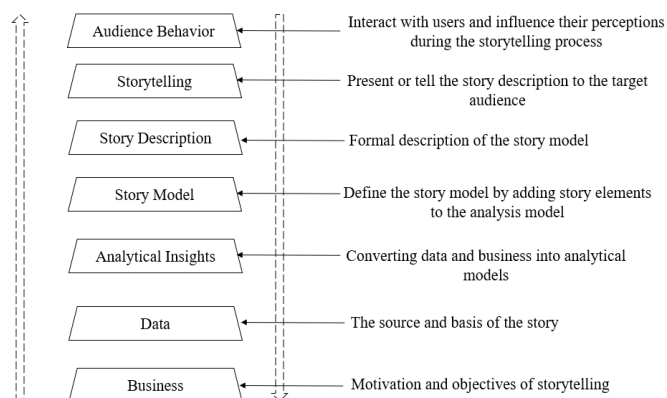 Audience Behavior
Interact with users and influence their perceptions
during the storytelling process
Storytelling
Present or tell the story description to the target
audience
Story Description
Formal description of the story model
Story Model
Define the story model by adding story elements
to the analysis model
Analytical Insights
Converting data and business into analytical
models
Data
The source and basis of the story
Business
Motivation and objectives of storytelling